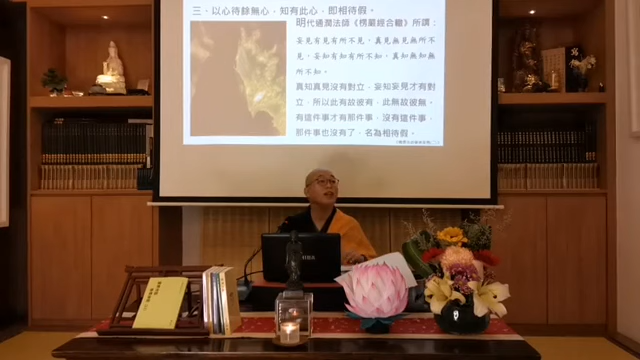 三、以心待餘無心，知有此心，即相待假。
明代通潤法師《楞嚴經合轍》所謂：
妄見有見有所不見，真見無見無所不
見。妄知有知有所不知，真知無知無
所不知。
真知真見沒有對立，妄知妄見才有對
立，所以此有故彼有，此無故彼無。
有這件事才有那件事，沒有這件事，
那件事也沒有了，名為相待假。